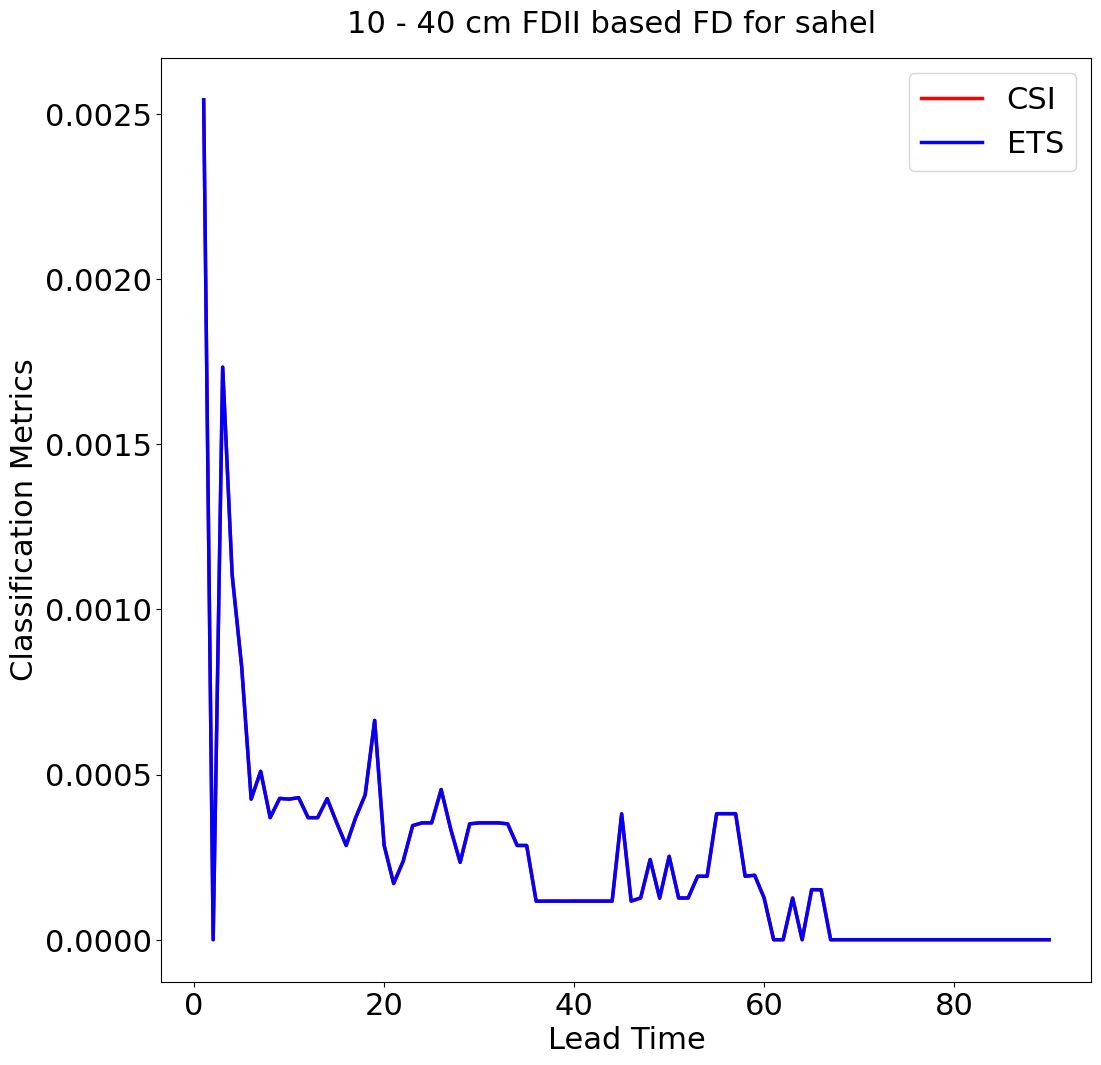 10 - 40 cm FDII based FD for sahel
CSI
ETS
Classification Metrics
0.0025
0.0020
0.0015
0.0010
0.0005
0.0000
0 20 40 60 80
Lead Time